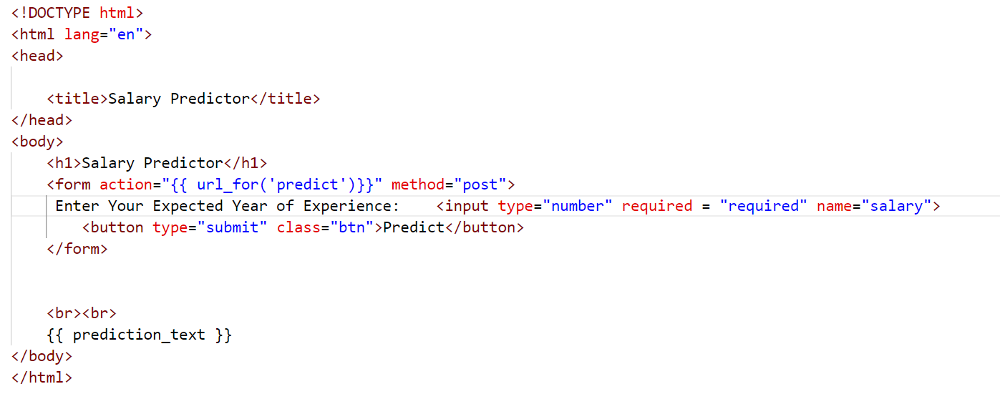 <!DOCTYPE html>
<html lang="en">
<head>
<title>Salary Predictor</title>
</head>
<body>
<h1>Salary Predictor</h1>
<form action="{{ url_for('predict')}}" method="post">
Enter Your Expected Year of Experience:    <input type="number" required = "required" name="salary">
<button type="submit" class="btn">Predict</button>
</form>
<br><br>
{{ prediction_text }}
</body>
</html>